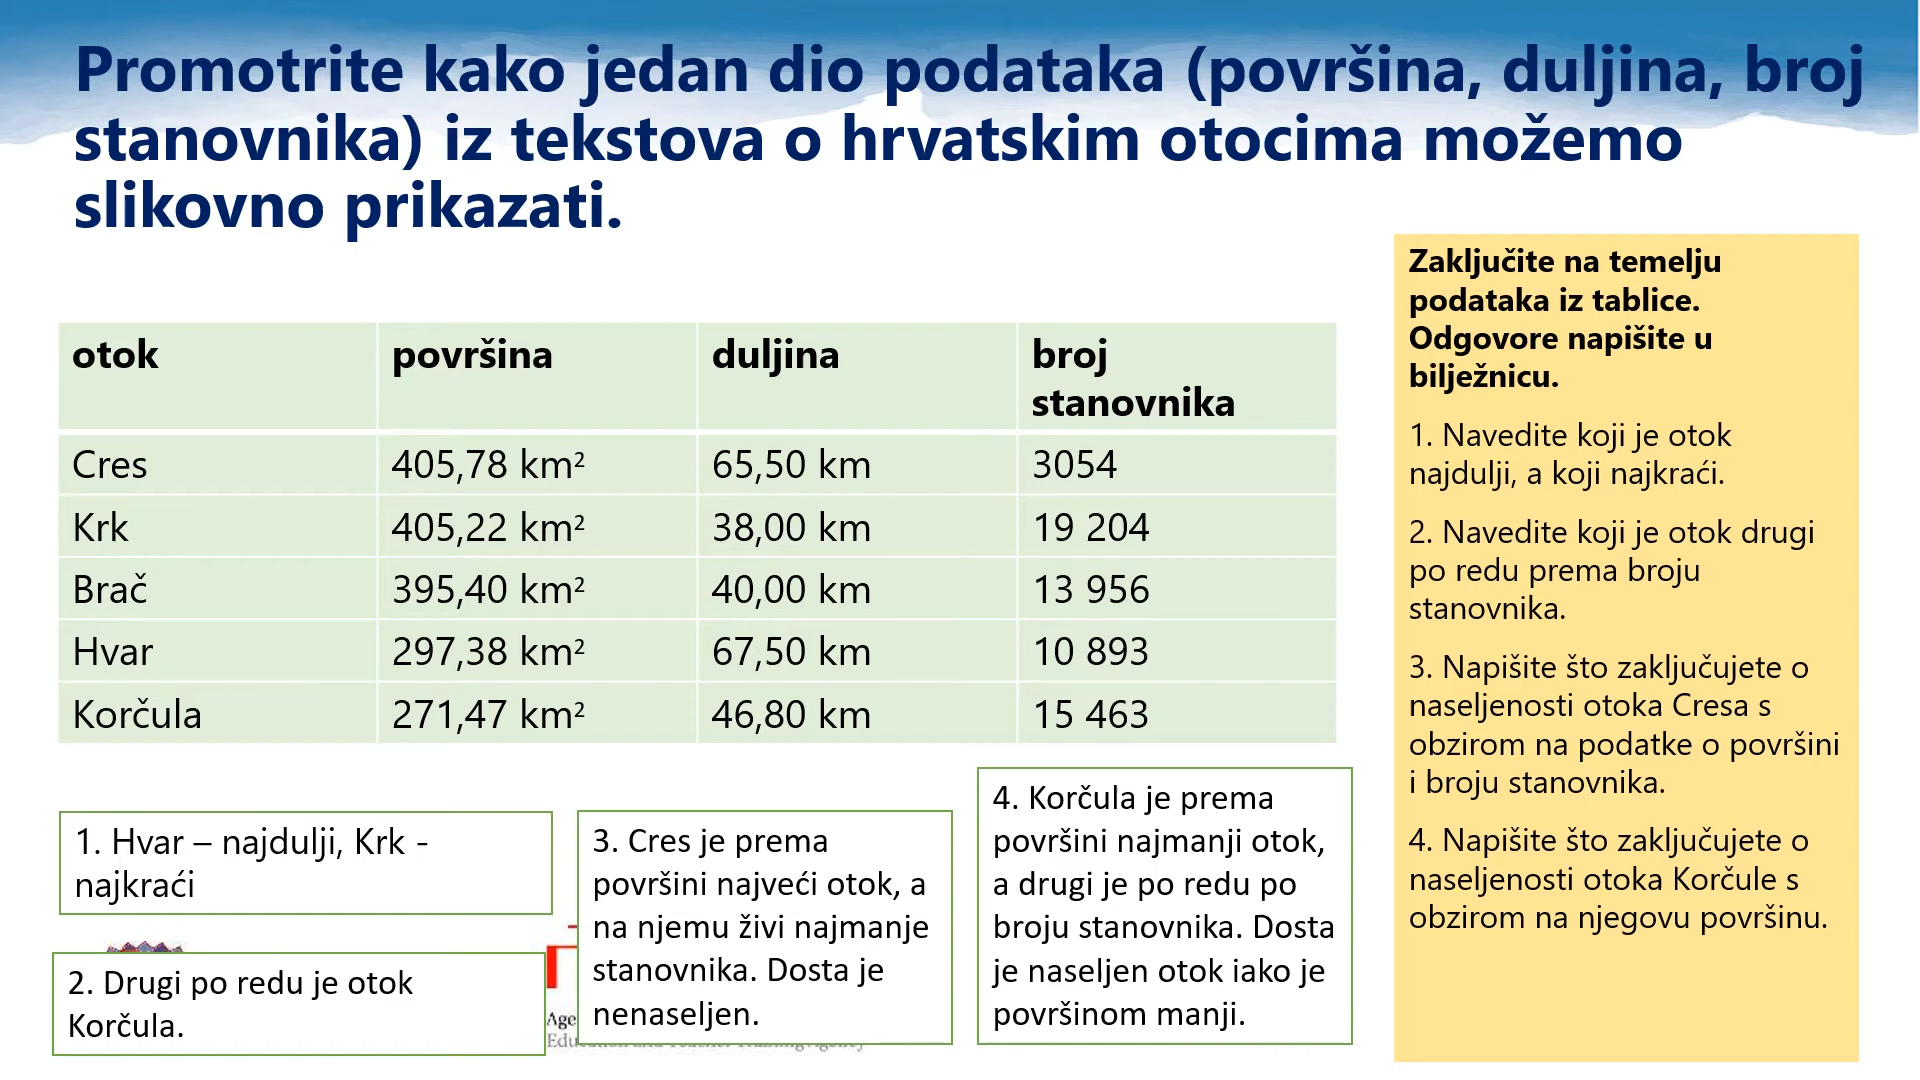 Promotrite kako jedan dio podataka (površina, duljina, broj
stanovnika) iz tekstova o hrvatskim otocima možemo
slikovno prikazati.
otok površina duljina broj
stanovnika
Cres 405,78 km² 65,50 km 3054
Krk 405,22 km² 38,00 km 19 204
Brač 395,40 km² 40,00 km 13 956
Hvar 297,38 km² 67,50 km 10 893
Korčula 271,47 km² 46,80 km 15 463
Zaključite na temelju
podataka iz tablice.
Odgovore napišite u
bilježnicu.
1. Navedite koji je otok
najdulji, a koji najkraći.
2. Navedite koji je otok drugi
po redu prema broju
stanovnika.
3. Napišite što zaključujete o
naseljenosti otoka Cresa s
obzirom na podatke o površini
i broju stanovnika.
4. Napišite što zaključujete o
naseljenosti otoka Korčule s
obzirom na njegovu površinu.
1. Hvar – najdulji, Krk -
najkraći
2. Drugi po redu je otok
Korčula.
3. Cres je prema
površini najveći otok, a
na njemu živi najmanje
stanovnika. Dosta je
nenaseljen.
4. Korčula je prema
površini najmanji otok,
a drugi je po redu po
broju stanovnika. Dosta
je naseljen otok iako je
površinom manji.